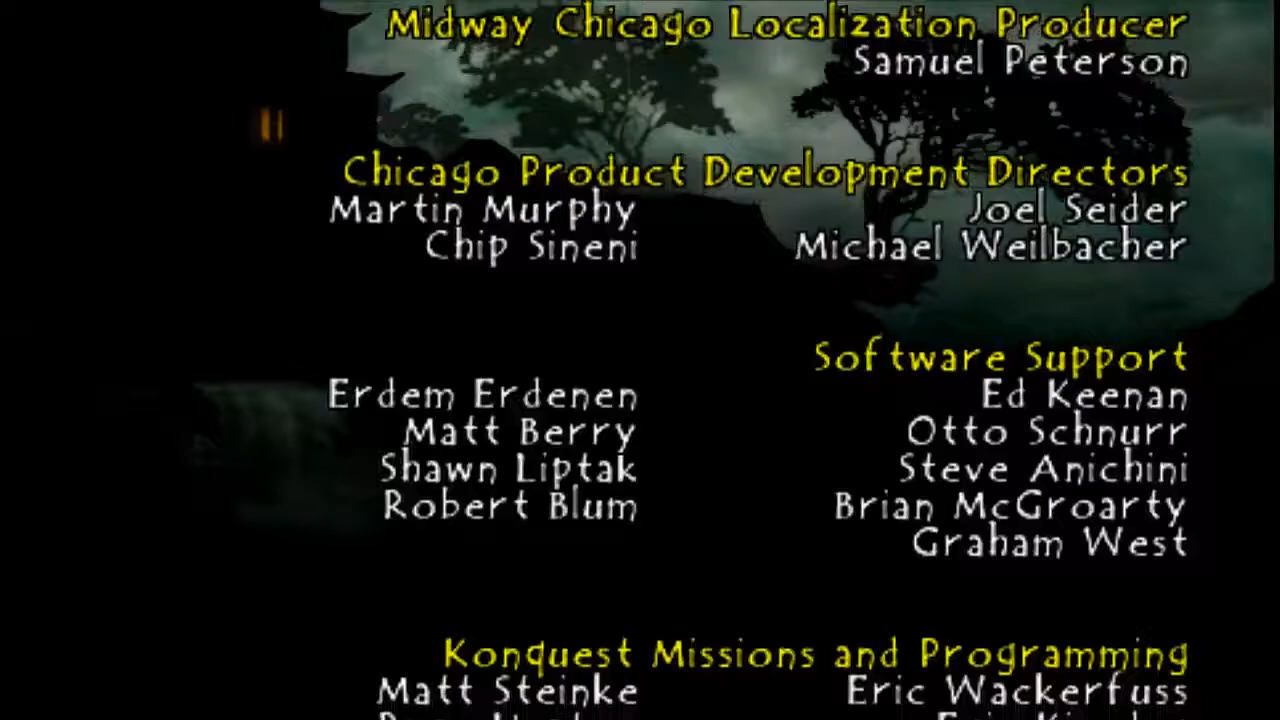 Midway Chicago Localization Producer
Samuel Peterson
Chicago Product Development Directors
Martin Murphy Joel Seider
Chip Sineni Michael Weilbacher
Software Support
Erdem Erdenen Ed Keenan
Matt Berry Otto Schnurr
Shawn Liptak Steve Anichini
Robert Blum Brian McGroarty
Graham West
Konquest Missions and Programming
Matt Steinke Eric Wackerfuss